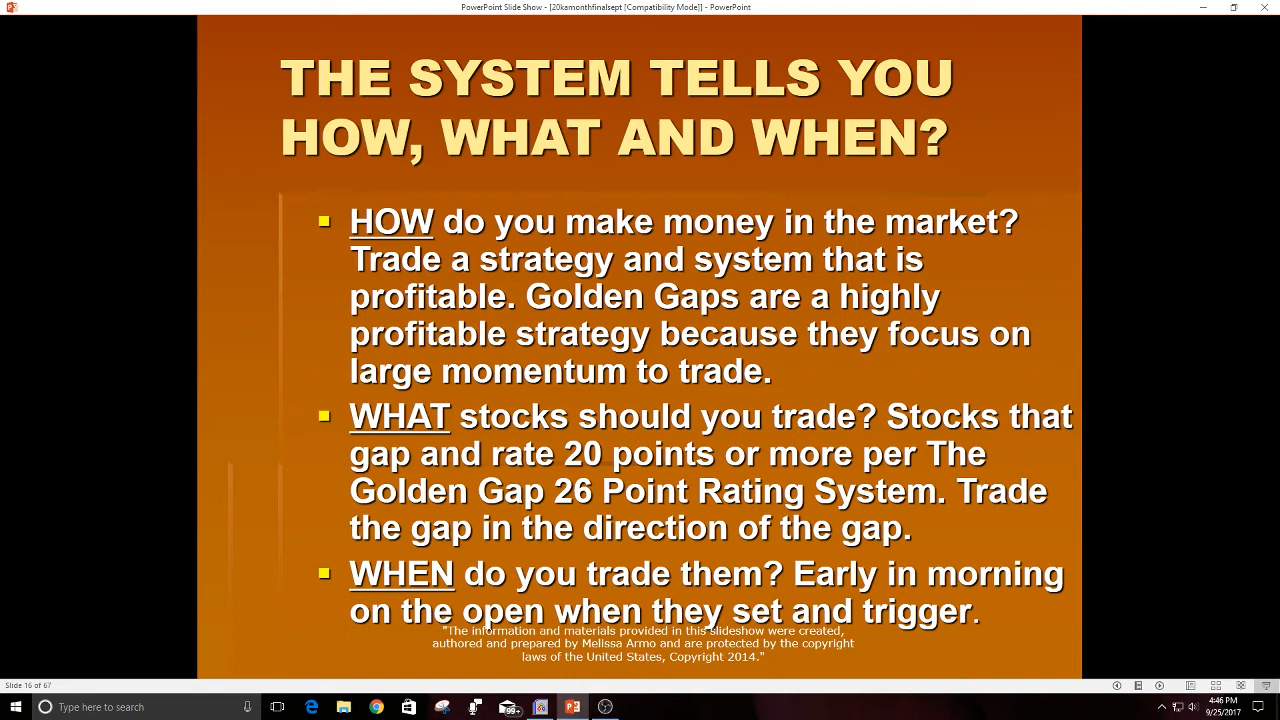 PowerPoint Slide Show - [20kamonthfinalsept [Compatibility Mode]] - PowerPoint
THE SYSTEM TELLS YOU
HOW, WHAT AND WHEN?
HOW do you make money in the market?
Trade a strategy and system that is
profitable. Golden Gaps are a highly
profitable strategy because they focus on
large momentum to trade.
WHAT stocks should you trade? Stocks that
gap and rate 20 points or more per The
Golden Gap 26 Point Rating System. Trade
the gap in the direction of the gap.
WHEN do you trade them? Early in morning
on the open when they set and trigger.
"The information and materials provided in this slideshow were created,
authored and prepared by Melissa Armo and are protected by the copyright
laws of the United States, Copyright 2014."
Slide 16 of 67
Type here to search
99+
4:46 PM
9/25/2017